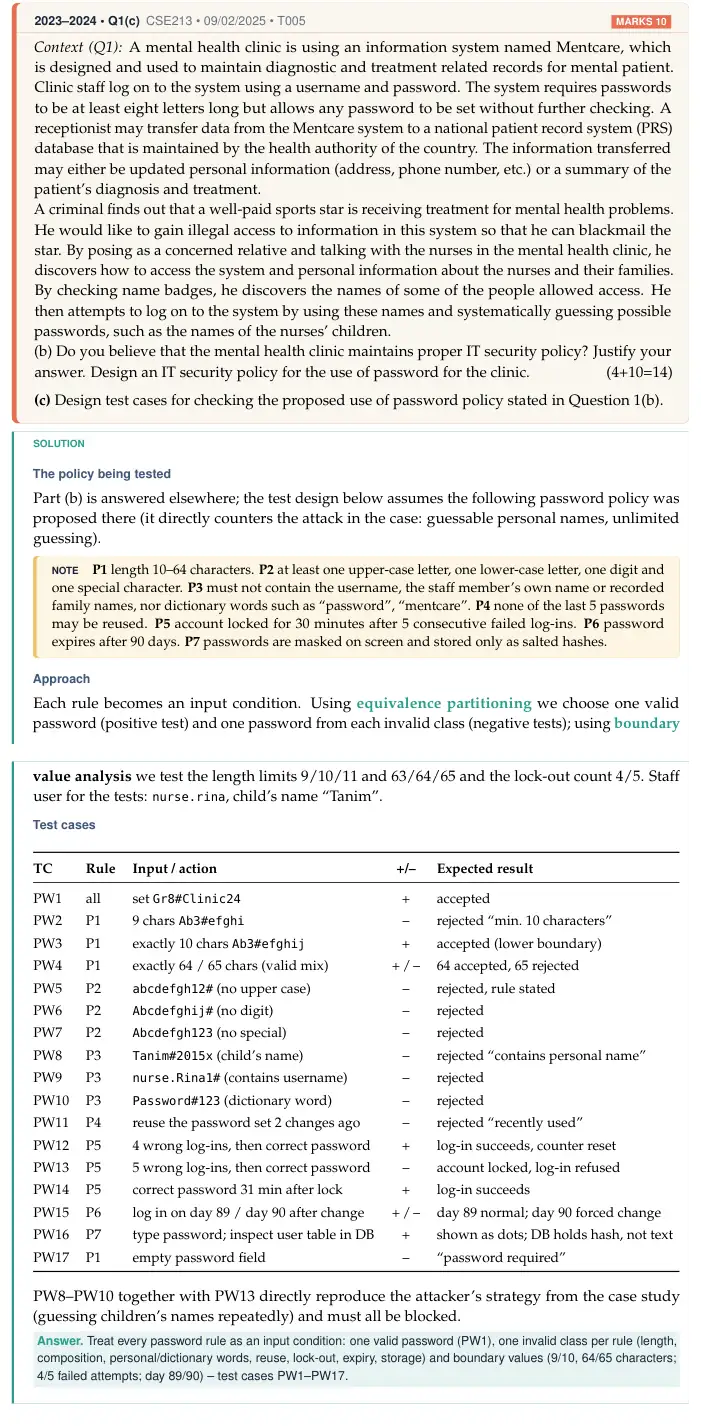 2023–2024 • Q1(c) CSE213 • 09/02/2025 • T005 MARKS 10
Context (Q1): A mental health clinic is using an information system named Mentcare, which
is designed and used to maintain diagnostic and treatment related records for mental patient.
Clinic staff log on to the system using a username and password. The system requires passwords
to be at least eight letters long but allows any password to be set without further checking. A
receptionist may transfer data from the Mentcare system to a national patient record system (PRS)
database that is maintained by the health authority of the country. The information transferred
may either be updated personal information (address, phone number, etc.) or a summary of the
patient's diagnosis and treatment.
A criminal finds out that a well-paid sports star is receiving treatment for mental health problems.
He would like to gain illegal access to information in this system so that he can blackmail the
star. By posing as a concerned relative and talking with the nurses in the mental health clinic, he
discovers how to access the system and personal information about the nurses and their families.
By checking name badges, he discovers the names of some of the people allowed access. He
then attempts to log on to the system by using these names and systematically guessing possible
passwords, such as the names of the nurses' children.
(b) Do you believe that the mental health clinic maintains proper IT security policy? Justify your
answer. Design an IT security policy for the use of password for the clinic. (4+10=14)
(c) Design test cases for checking the proposed use of password policy stated in Question 1(b).
SOLUTION
The policy being tested
Part (b) is answered elsewhere; the test design below assumes the following password policy was
proposed there (it directly counters the attack in the case: guessable personal names, unlimited
guessing).
NOTE P1 length 10–64 characters. P2 at least one upper-case letter, one lower-case letter, one digit and
one special character. P3 must not contain the username, the staff member's own name or recorded
family names, nor dictionary words such as "password", "mentcare". P4 none of the last 5 passwords
may be reused. P5 account locked for 30 minutes after 5 consecutive failed log-ins. P6 password
expires after 90 days. P7 passwords are masked on screen and stored only as salted hashes.
Approach
Each rule becomes an input condition. Using equivalence partitioning we choose one valid
password (positive test) and one password from each invalid class (negative tests); using boundary
value analysis we test the length limits 9/10/11 and 63/64/65 and the lock-out count 4/5. Staff
user for the tests: nurse.rina, child's name "Tanim".
Test cases
TC Rule Input / action +/– Expected result
PW1 all set Gr8#Clinic24 + accepted
PW2 P1 9 chars Ab3#efghi – rejected "min. 10 characters"
PW3 P1 exactly 10 chars Ab3#efghij + accepted (lower boundary)
PW4 P1 exactly 64 / 65 chars (valid mix) + / – 64 accepted, 65 rejected
PW5 P2 abcdefgh12# (no upper case) – rejected, rule stated
PW6 P2 Abcdefghij# (no digit) – rejected
PW7 P2 Abcdefgh123 (no special) – rejected
PW8 P3 Tanim#2015x (child's name) – rejected "contains personal name"
PW9 P3 nurse.Rina1# (contains username) – rejected
PW10 P3 Password#123 (dictionary word) – rejected
PW11 P4 reuse the password set 2 changes ago – rejected "recently used"
PW12 P5 4 wrong log-ins, then correct password + log-in succeeds, counter reset
PW13 P5 5 wrong log-ins, then correct password – account locked, log-in refused
PW14 P5 correct password 31 min after lock + log-in succeeds
PW15 P6 log in on day 89 / day 90 after change + / – day 89 normal; day 90 forced change
PW16 P7 type password; inspect user table in DB + shown as dots; DB holds hash, not text
PW17 P1 empty password field – "password required"
PW8–PW10 together with PW13 directly reproduce the attacker's strategy from the case study
(guessing children's names repeatedly) and must all be blocked.
Answer. Treat every password rule as an input condition: one valid password (PW1), one invalid class per rule (length,
composition, personal/dictionary words, reuse, lock-out, expiry, storage) and boundary values (9/10, 64/65 characters;
4/5 failed attempts; day 89/90) – test cases PW1–PW17.